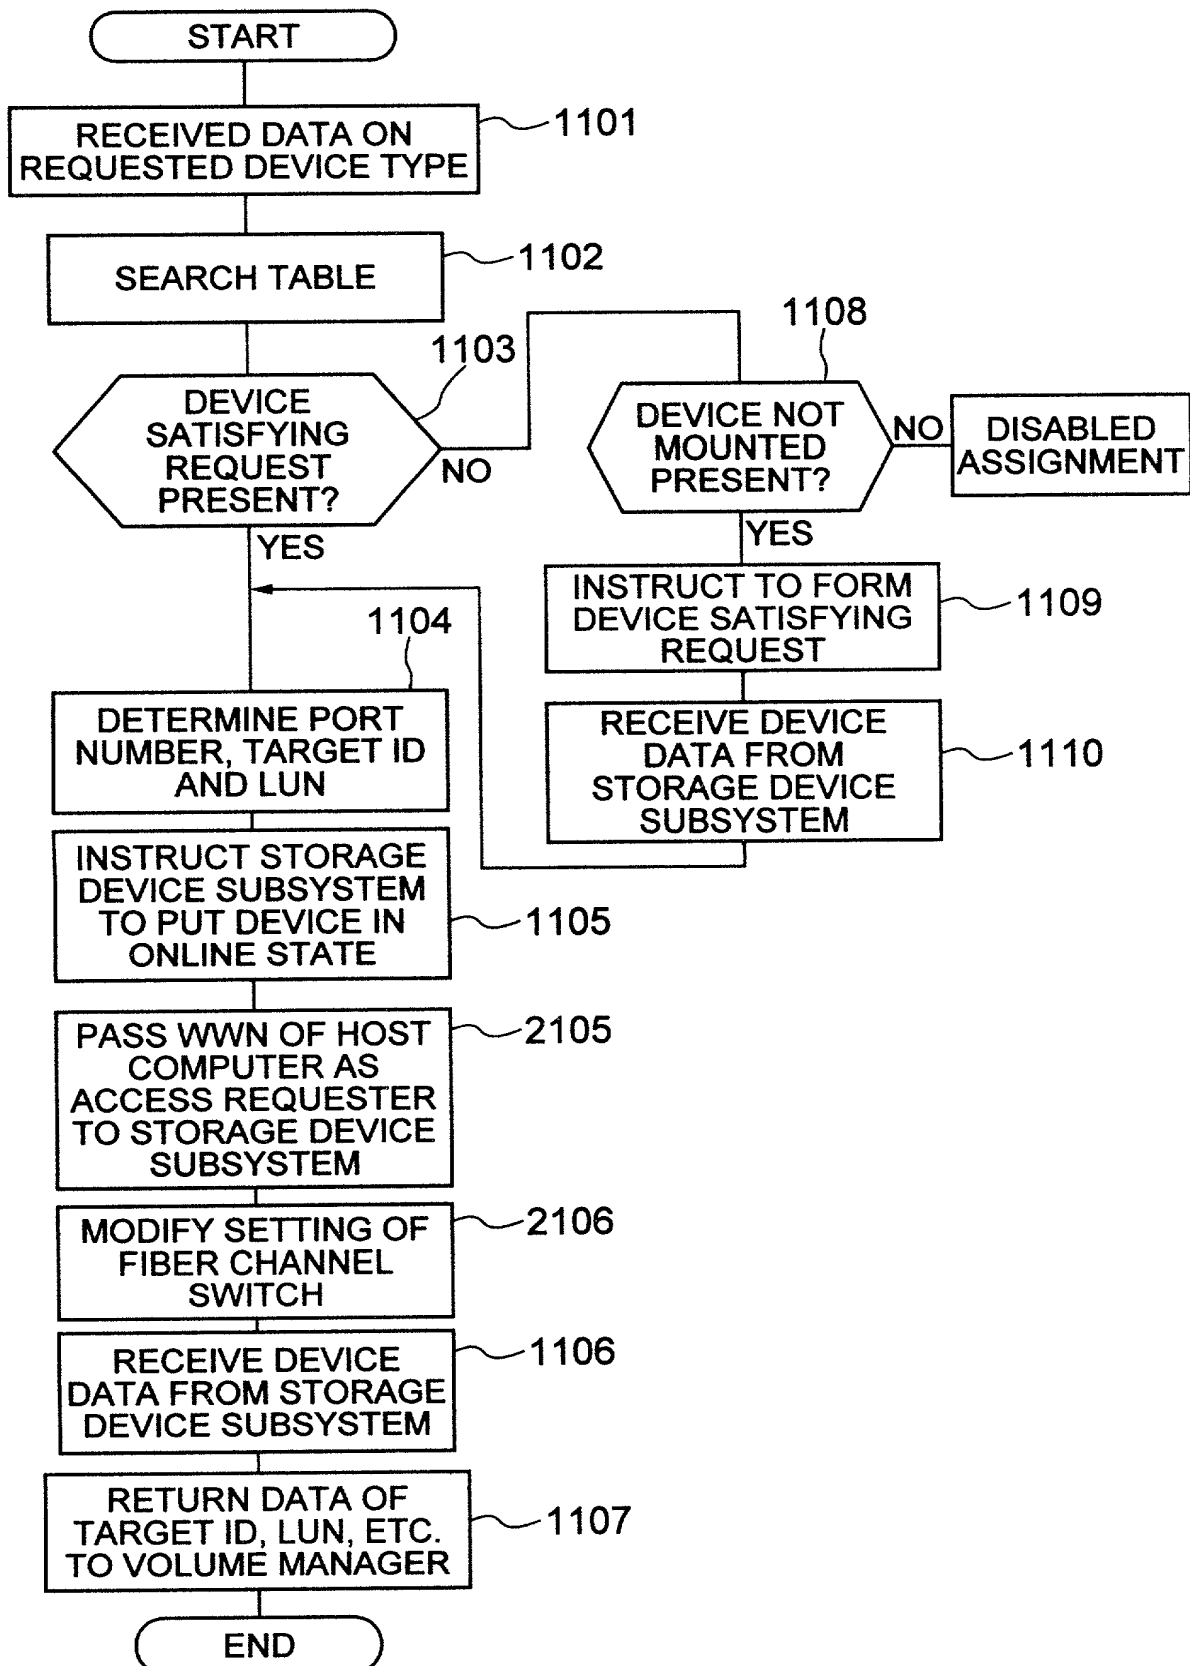 START
RECEIVED DATA ON
REQUESTED DEVICE TYPE
1101
SEARCH TABLE
1102
DEVICE
SATISFYING
REQUEST
PRESENT?
1103
NO
YES
1108
DEVICE NOT
MOUNTED
PRESENT?
NO
DISABLED
ASSIGNMENT
YES
INSTRUCT TO FORM
DEVICE SATISFYING
REQUEST
1109
RECEIVE DEVICE
DATA FROM
STORAGE DEVICE
SUBSYSTEM
1110
1104
DETERMINE PORT
NUMBER, TARGET ID
AND LUN
INSTRUCT STORAGE
DEVICE SUBSYSTEM
TO PUT DEVICE IN
ONLINE STATE
1105
PASS WWN OF HOST
COMPUTER AS
ACCESS REQUESTER
TO STORAGE DEVICE
SUBSYSTEM
2105
MODIFY SETTING OF
FIBER CHANNEL
SWITCH
2106
RECEIVE DEVICE
DATA FROM STORAGE
DEVICE SUBSYSTEM
1106
RETURN DATA OF
TARGET ID, LUN, ETC.
TO VOLUME MANAGER
1107
END